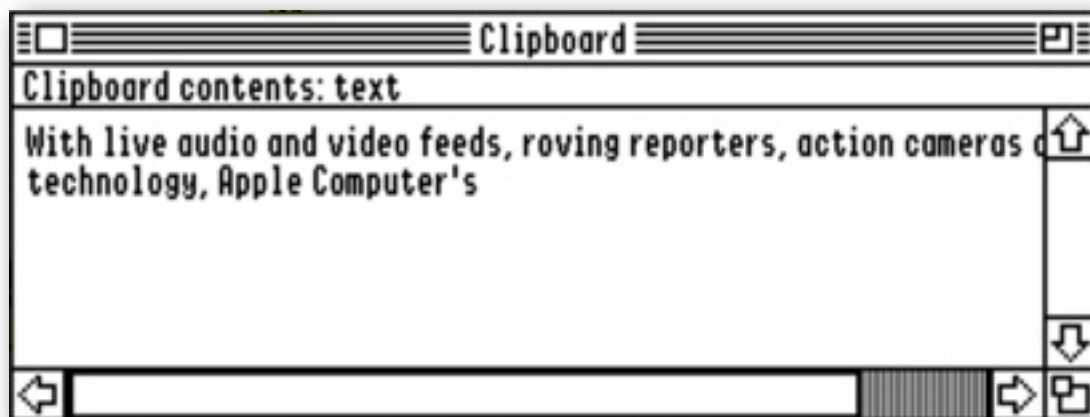 Clipboard
Clipboard contents: text
With live audio and video feeds, roving reporters, action cameras
technology, Apple Computer's